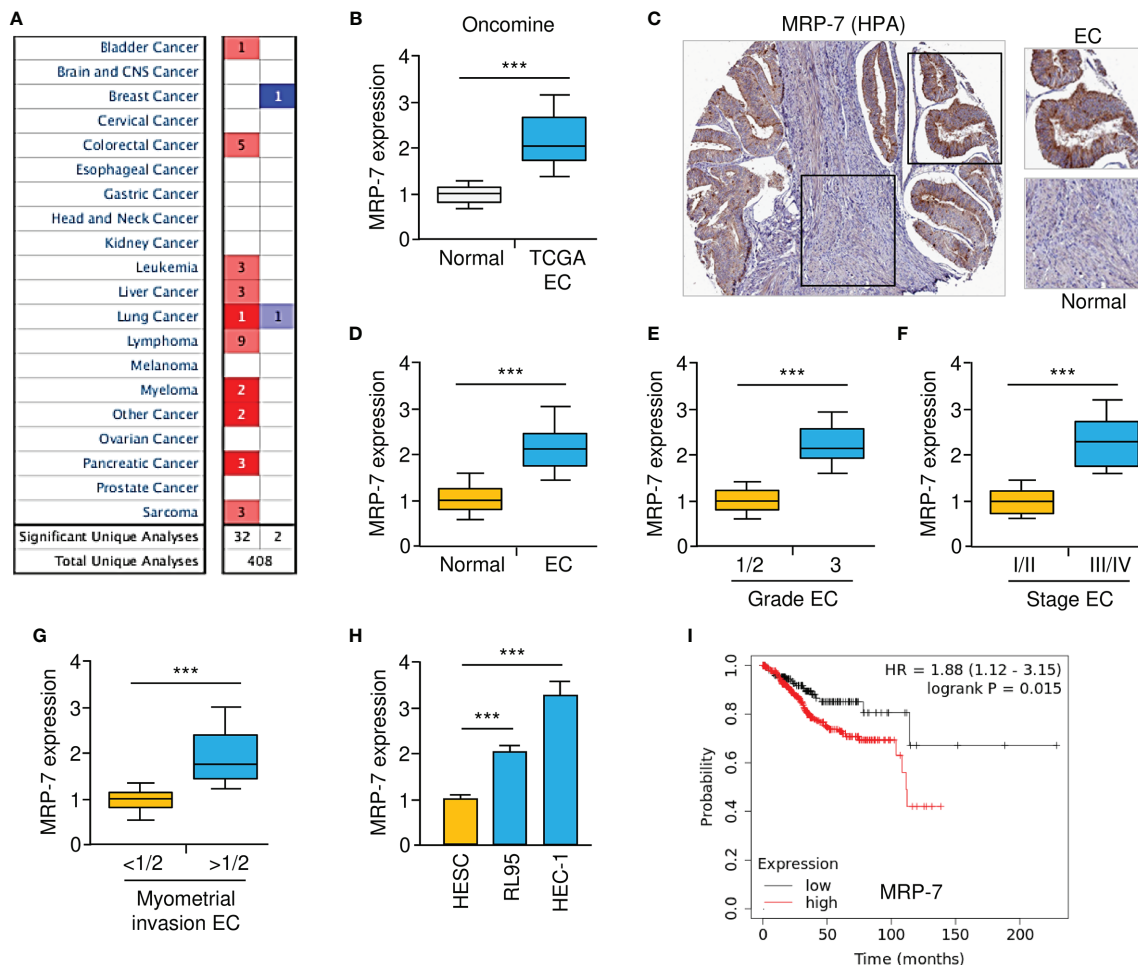 A
Bladder Cancer 1
Brain and CNS Cancer
Breast Cancer 1
Cervical Cancer
Colorectal Cancer 5
Esophageal Cancer
Gastric Cancer
Head and Neck Cancer
Kidney Cancer
Leukemia 3
Liver Cancer 3
Lung Cancer 1 1
Lymphoma 9
Melanoma
Myeloma 2
Other Cancer 2
Ovarian Cancer
Pancreatic Cancer 3
Prostate Cancer
Sarcoma 3
Significant Unique Analyses 32 2
Total Unique Analyses 408
B
Oncomine
MRP-7 expression
4
3
2
1
0
***
Normal TCGA
EC
C
MRP-7 (HPA)
EC
Normal
D
MRP-7 expression
4
3
2
1
0
***
Normal EC
E
MRP-7 expression
4
3
2
1
0
***
1/2 3
Grade EC
F
MRP-7 expression
4
3
2
1
0
***
I/II III/IV
Stage EC
G
MRP-7 expression
4
3
2
1
0
***
<1/2 >1/2
Myometrial
invasion EC
H
MRP-7 expression
4
3
2
1
0
***
***
HESC
RL95
HEC-1
I
Probability
1.0
0.8
0.6
0.4
0.2
0.0
HR = 1.88 (1.12 - 3.15)
logrank P = 0.015
Expression
low
high
MRP-7
0 50 100 150 200
Time (months)